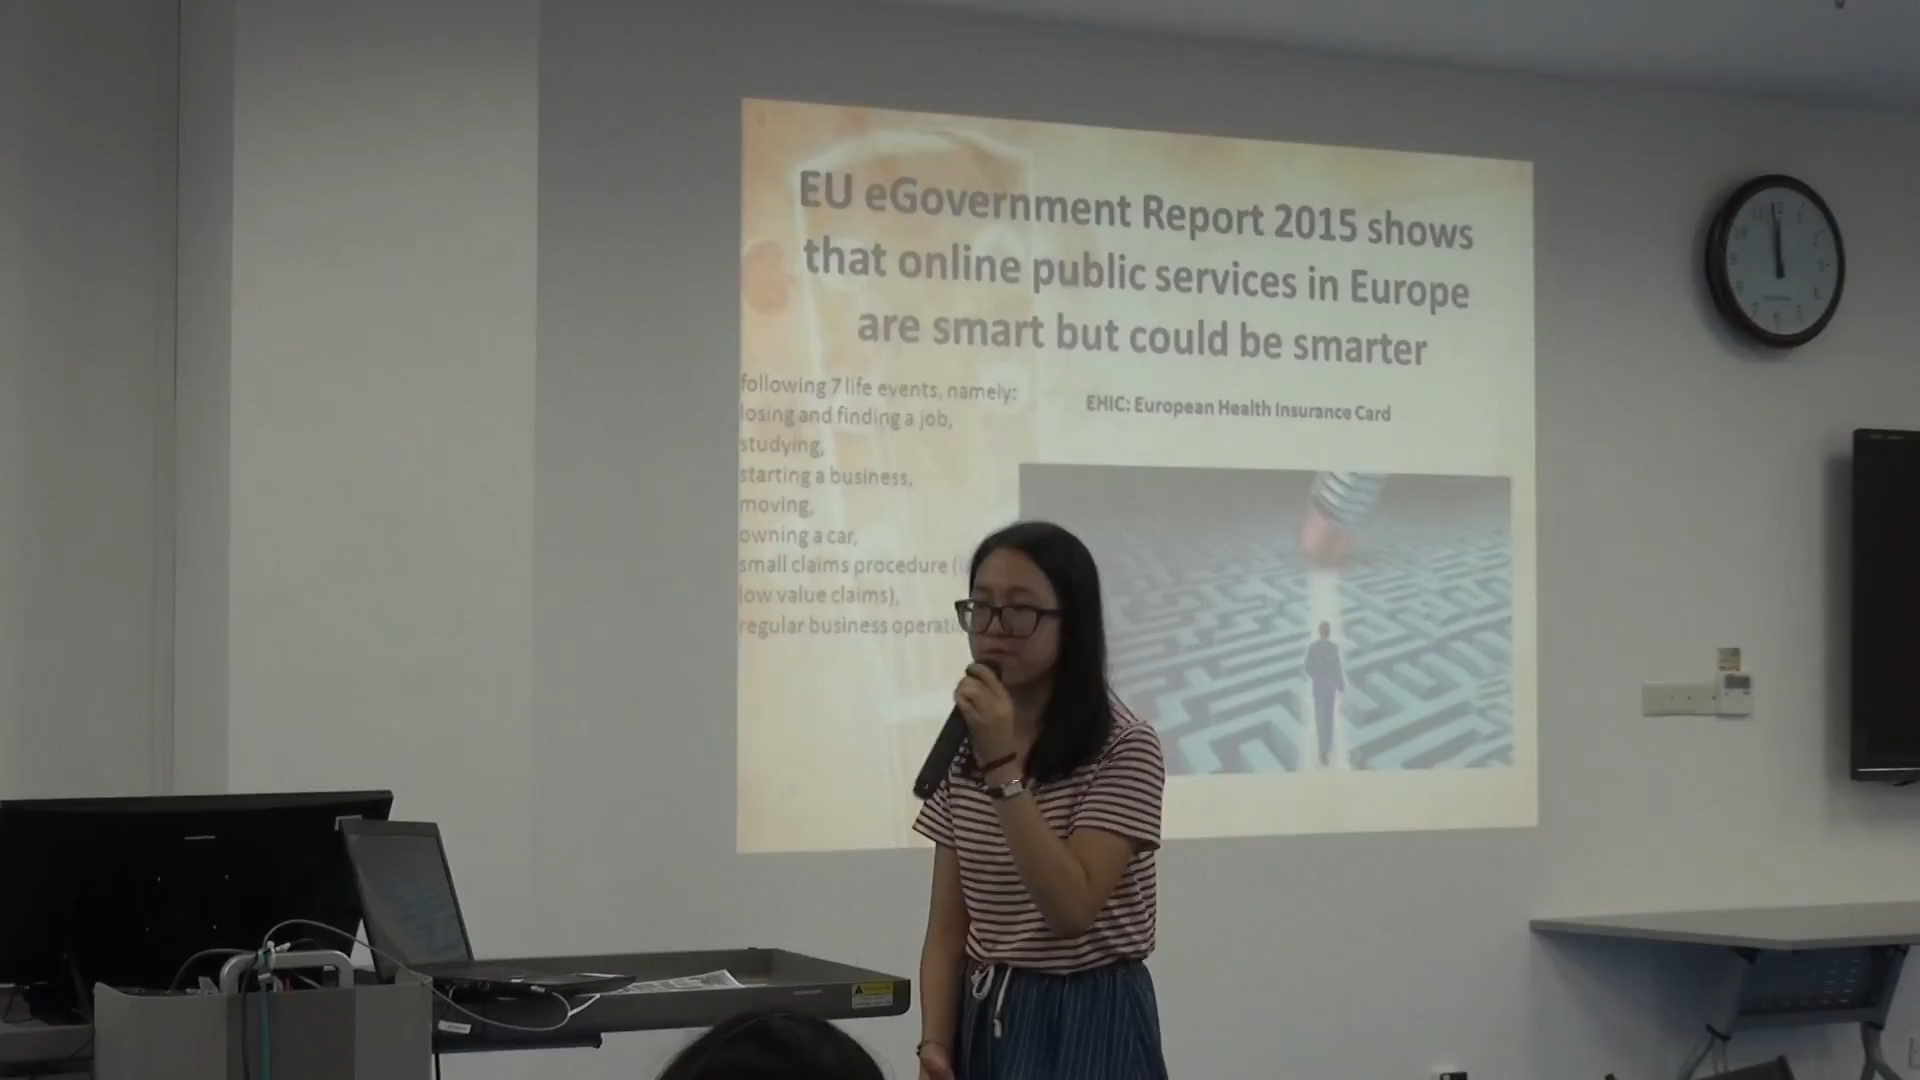 EU eGovernment Report 2015 shows
that online public services in Europe
are smart but could be smarter
following 7 life events, namely:
losing and finding a job,
studying,
starting a business,
moving,
owning a car,
small claims procedure (
low value claims),
regular business operati
EHIC: European Health Insurance Card